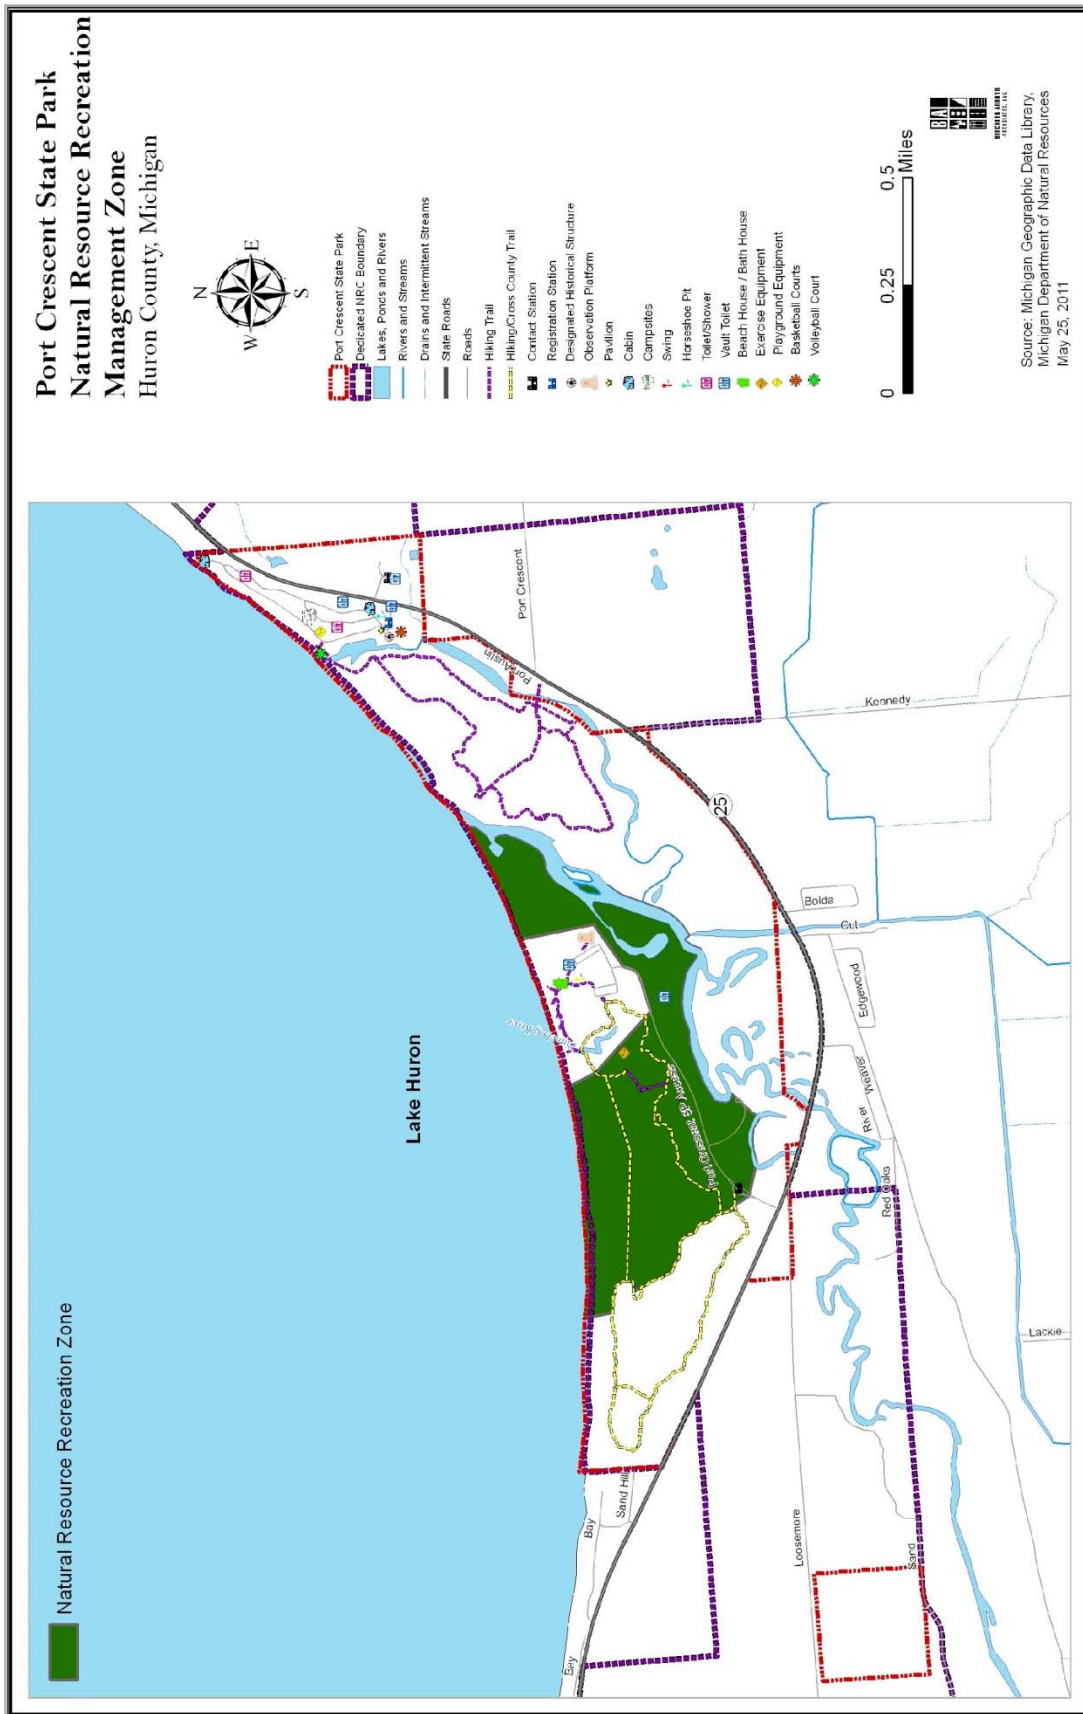 Port Crescent State Park
Natural Resource Recreation
Management Zone
Huron County, Michigan
N
W
E
S
Port Crescent State Park
Dedicated NRC Boundary
Lakes, Ponds and Rivers
Rivers and Streams
Drains and Intermittent Streams
State Roads
Roads
Hiking Trail
Hiking/Cross County Trail
Contact Station
Registration Station
Designated Historical Structure
Observation Platform
Pavilion
Cabin
Campsites
Swing
Horsesshoe Pit
Toilet/Shower
Vault Toilet
Beach House / Bath House
Exercise Equipment
Playground Equipment
Basketball Courts
Volleyball Court
0
0.25
0.5
Miles
Source: Michigan Geographic Data Library,
Michigan Department of Natural Resources
May 25, 2011
Natural Resource Recreation Zone
Lake Huron
Port Crescent
Port Austin
Kennedy
25
Bolda
Cut
Edgewood
Weaver
River
Red Oaks
Port Crescent SP Access
Lackie
Loosemore
Sand
Sand Hill
Bay
Bay